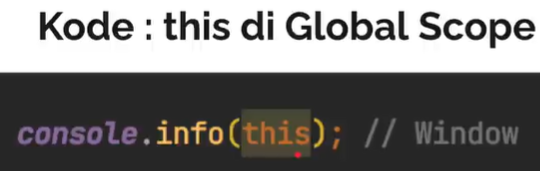 Kode : this di Global Scope
console.info(this); // Window